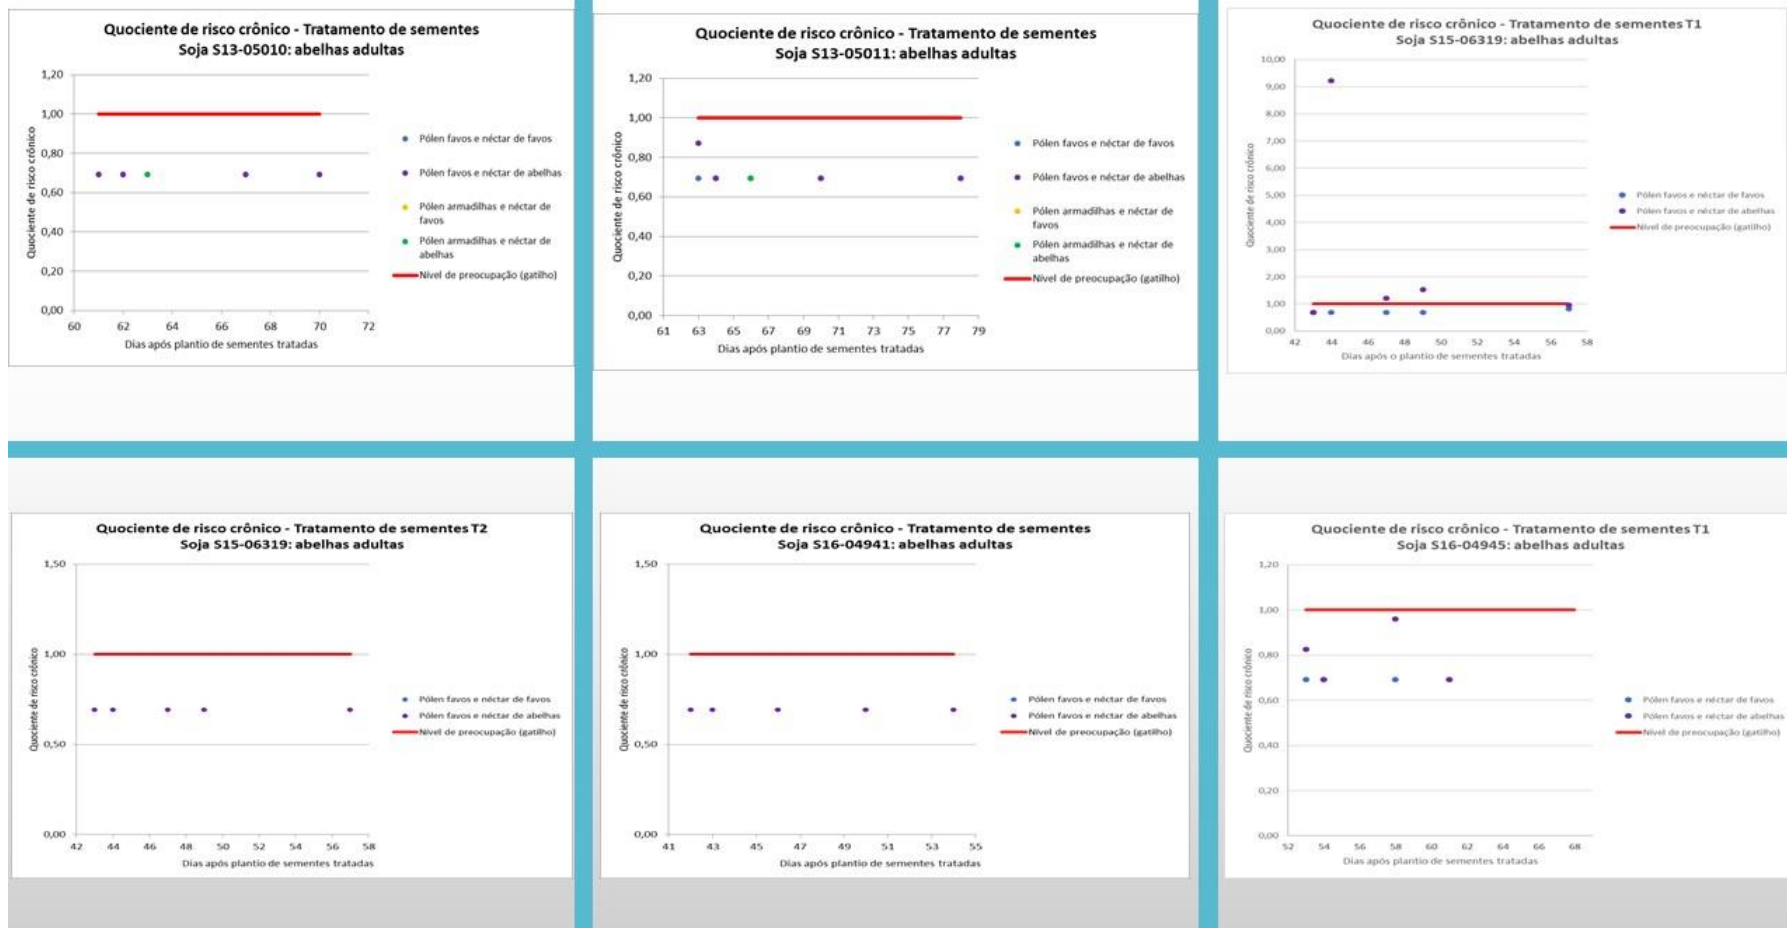 Quociente de risco crônico - Tratamento de sementes
Soja S13-05010: abelhas adultas
1,20
1,00
0,80
0,60
0,40
0,20
0,00
Quociente de risco crônico
60 62 64 66 68 70 72
Dias após plantio de sementes tratadas
Pólen favos e néctar de favos
Pólen favos e néctar de abelhas
Pólen armadilhas e néctar de
favos
Pólen armadilhas e néctar de
abelhas
Nível de preocupação (gatilho)
Quociente de risco crônico - Tratamento de sementes
Soja S13-05011: abelhas adultas
1,20
1,00
0,80
0,60
0,40
0,20
0,00
Quociente de risco crônico
61 63 65 67 69 71 73 75 77 79
Dias após plantio de sementes tratadas
Pólen favos e néctar de favos
Pólen favos e néctar de abelhas
Pólen armadilhas e néctar de
favos
Pólen armadilhas e néctar de
abelhas
Nível de preocupação (gatilho)
Quociente de risco crônico - Tratamento de sementes T1
Soja S15-06319: abelhas adultas
10,00
9,00
8,00
7,00
6,00
5,00
4,00
3,00
2,00
1,00
0,00
Quociente de risco crônico
42 44 46 48 50 52 54 56 58
Dias após o plantio de sementes tratadas
Pólen favos e néctar de favos
Pólen favos e néctar de abelhas
Nível de preocupação (gatilho)
Quociente de risco crônico - Tratamento de sementes T2
Soja S15-06319: abelhas adultas
1,50
1,00
0,50
0,00
Quociente de risco crônico
42 44 46 48 50 52 54 56 58
Dias após plantio de sementes tratadas
Pólen favos e néctar de favos
Pólen favos e néctar de abelhas
Nível de preocupação (gatilho)
Quociente de risco crônico - Tratamento de sementes
Soja S16-04941: abelhas adultas
1,50
1,00
0,50
0,00
Quociente de risco crônico
41 43 45 47 49 51 53 55
Dias após plantio de sementes tratadas
Pólen favos e néctar de favos
Pólen favos e néctar de abelhas
Nível de preocupação (gatilho)
Quociente de risco crônico - Tratamento de sementes T1
Soja S16-04945: abelhas adultas
1,20
1,00
0,80
0,60
0,40
0,20
0,00
Quociente de risco crônico
52 54 56 58 60 62 64 66 68
Dias após plantio de sementes tratadas
Pólen favos e néctar de favos
Pólen favos e néctar de abelhas
Nível de preocupação (gatilho)